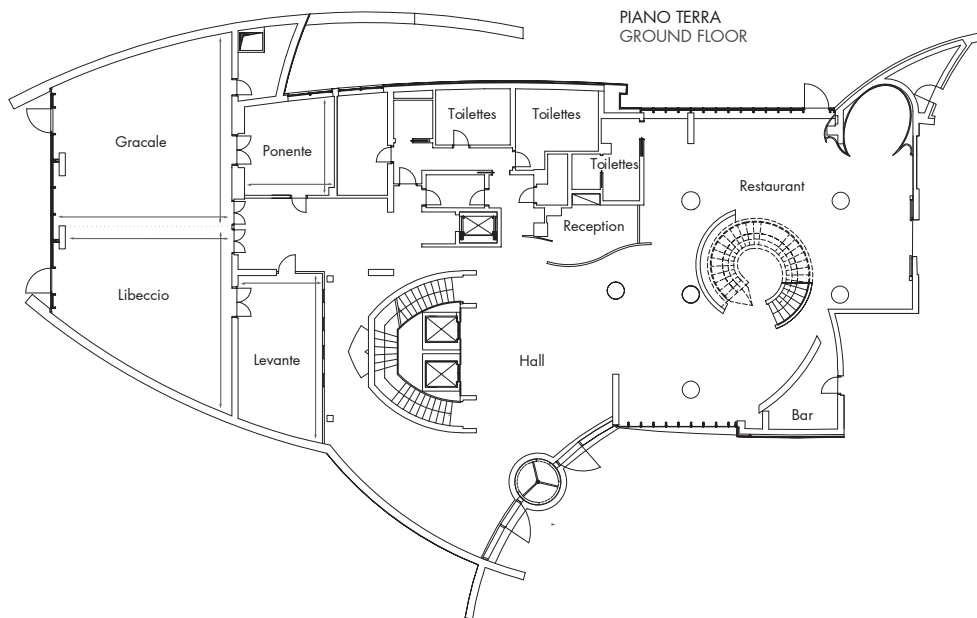 PIANO TERRA
GROUND FLOOR
Toilettes
Toilettes
Gracale
Ponente
Toilettes
Restaurant
Reception
Libeccio
Levante
Hall
Bar